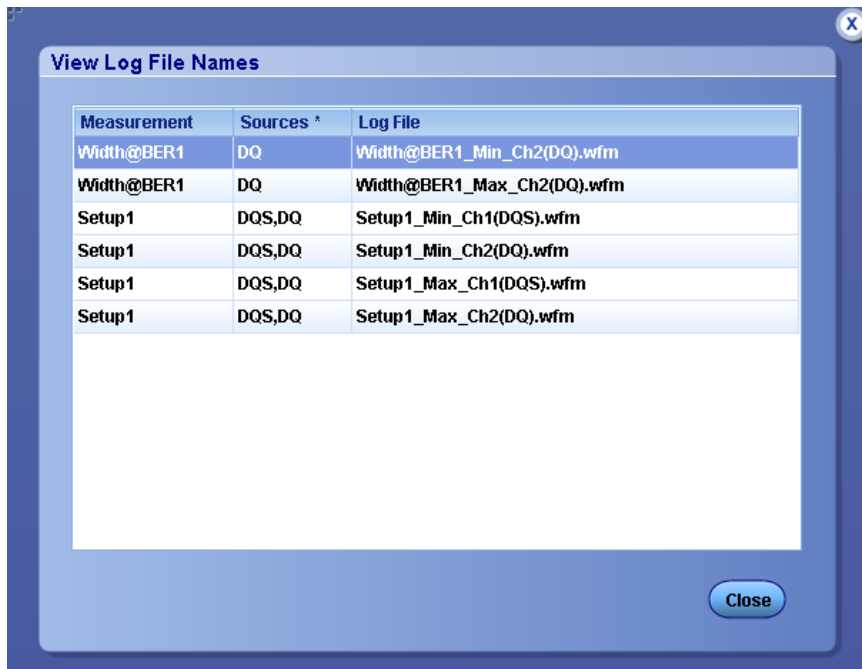 X
View Log File Names
Measurement Sources * Log File
Width@BER1 DQ Width@BER1_Min_Ch2(DQ).wfm
Width@BER1 DQ Width@BER1_Max_Ch2(DQ).wfm
Setup1 DQS,DQ Setup1_Min_Ch1(DQS).wfm
Setup1 DQS,DQ Setup1_Min_Ch2(DQ).wfm
Setup1 DQS,DQ Setup1_Max_Ch1(DQS).wfm
Setup1 DQS,DQ Setup1_Max_Ch2(DQ).wfm
Close